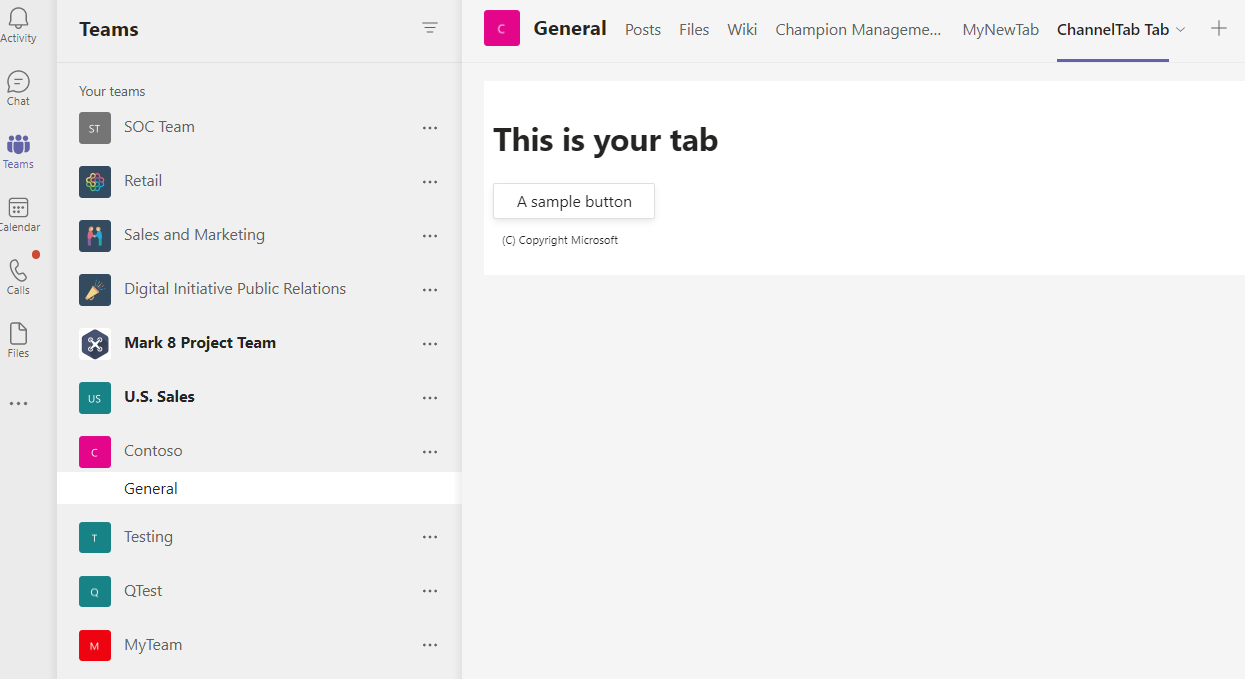 Activity
Chat
Teams
Calendar
Calls
Files
Teams
Your teams
ST SOC Team
Retail
Sales and Marketing
Digital Initiative Public Relations
Mark 8 Project Team
US U.S. Sales
C Contoso
General
T Testing
Q QTest
M MyTeam
C General Posts Files Wiki Champion Manageme... MyNewTab ChannelTab Tab
This is your tab
A sample button
(C) Copyright Microsoft